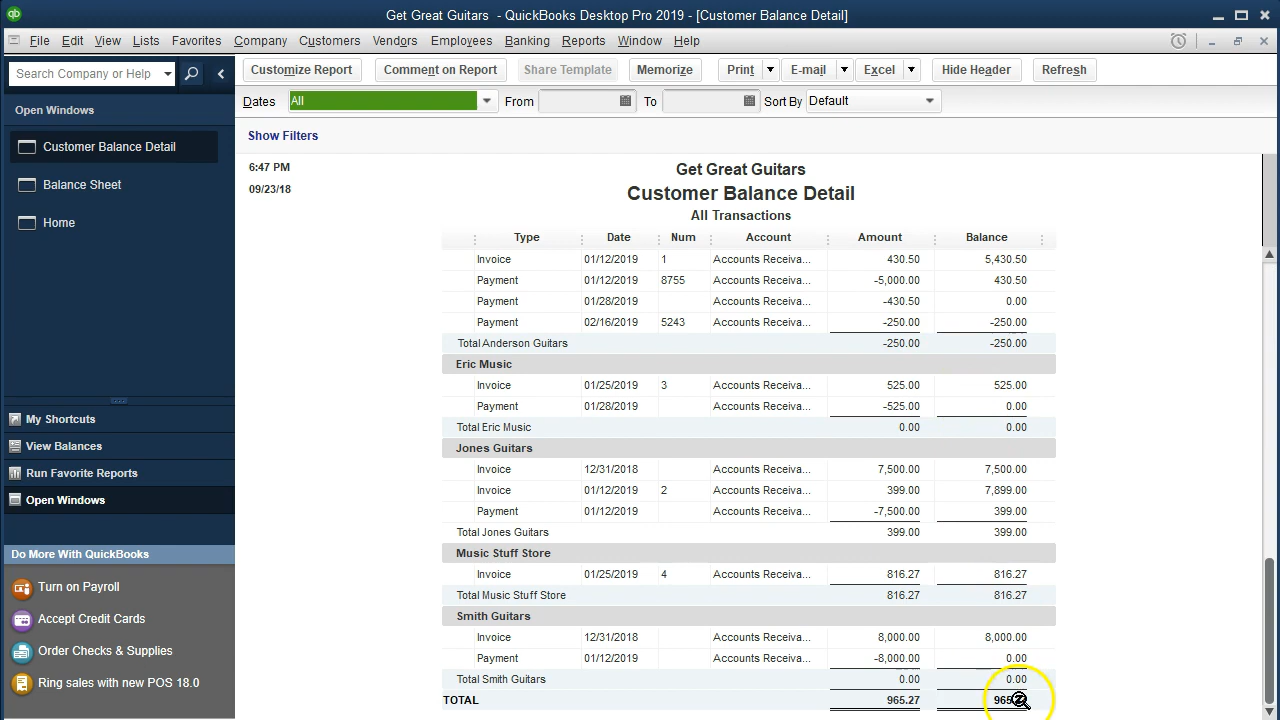 Get Great Guitars - QuickBooks Desktop Pro 2019 - [Customer Balance Detail]
File Edit View Lists Favorites Company Customers Vendors Employees Banking Reports Window Help
Search Company or Help
Customize Report Comment on Report Share Template Memorize Print E-mail Excel Hide Header Refresh
Dates All From To Sort By Default
Open Windows
Customer Balance Detail
Balance Sheet
Home
My Shortcuts
View Balances
Run Favorite Reports
Open Windows
Do More With QuickBooks
Turn on Payroll
Accept Credit Cards
Order Checks & Supplies
Ring sales with new POS 18.0
Show Filters
6:47 PM
09/23/18
Get Great Guitars
Customer Balance Detail
All Transactions
Type Date Num Account Amount Balance
Invoice 01/12/2019 1 Accounts Receiva... 430.50 5,430.50
Payment 01/12/2019 8755 Accounts Receiva... -5,000.00 430.50
Payment 01/28/2019 Accounts Receiva... -430.50 0.00
Payment 02/16/2019 5243 Accounts Receiva... -250.00 -250.00
Total Anderson Guitars -250.00 -250.00
Eric Music
Invoice 01/25/2019 3 Accounts Receiva... 525.00 525.00
Payment 01/28/2019 Accounts Receiva... -525.00 0.00
Total Eric Music 0.00 0.00
Jones Guitars
Invoice 12/31/2018 Accounts Receiva... 7,500.00 7,500.00
Invoice 01/12/2019 2 Accounts Receiva... 399.00 7,899.00
Payment 01/12/2019 Accounts Receiva... -7,500.00 399.00
Total Jones Guitars 399.00 399.00
Music Stuff Store
Invoice 01/25/2019 4 Accounts Receiva... 816.27 816.27
Total Music Stuff Store 816.27 816.27
Smith Guitars
Invoice 12/31/2018 Accounts Receiva... 8,000.00 8,000.00
Payment 01/12/2019 Accounts Receiva... -8,000.00 0.00
Total Smith Guitars 0.00 0.00
TOTAL 965.27